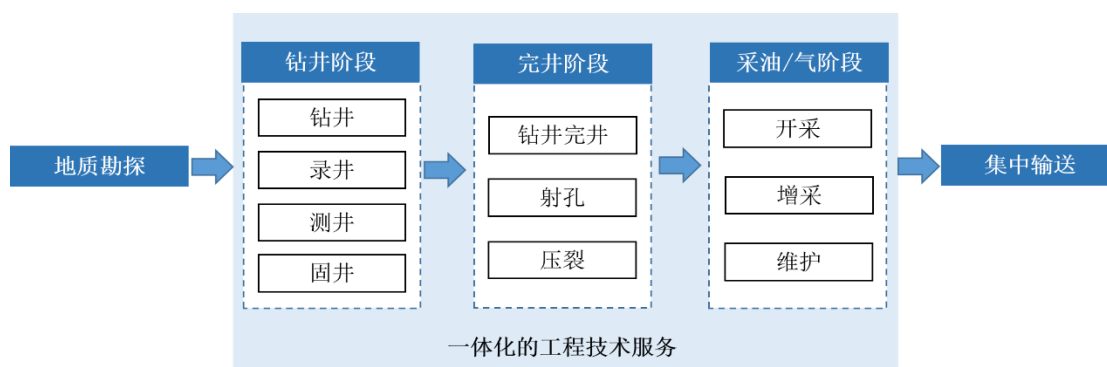 地质勘探
钻井阶段
钻井
录井
测井
固井
完井阶段
钻井完井
射孔
压裂
采油/气阶段
开采
增采
维护
集中输送
一体化的工程技术服务